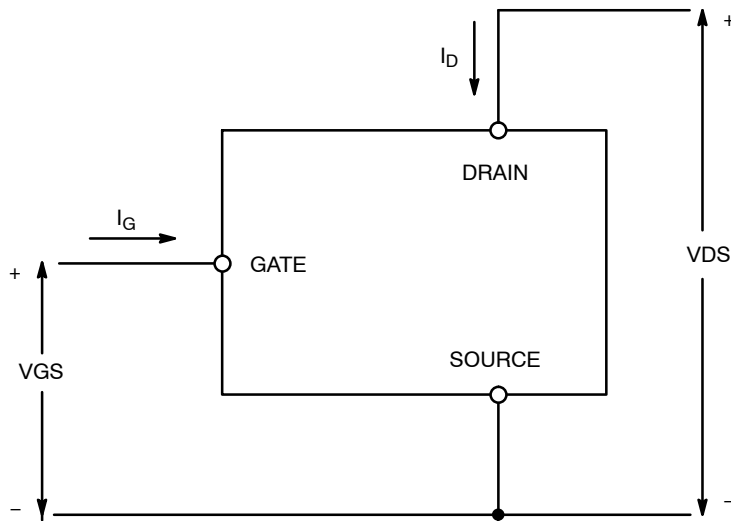 +
I_D
DRAIN
I_G
VDS
+
GATE
SOURCE
VGS
−
−